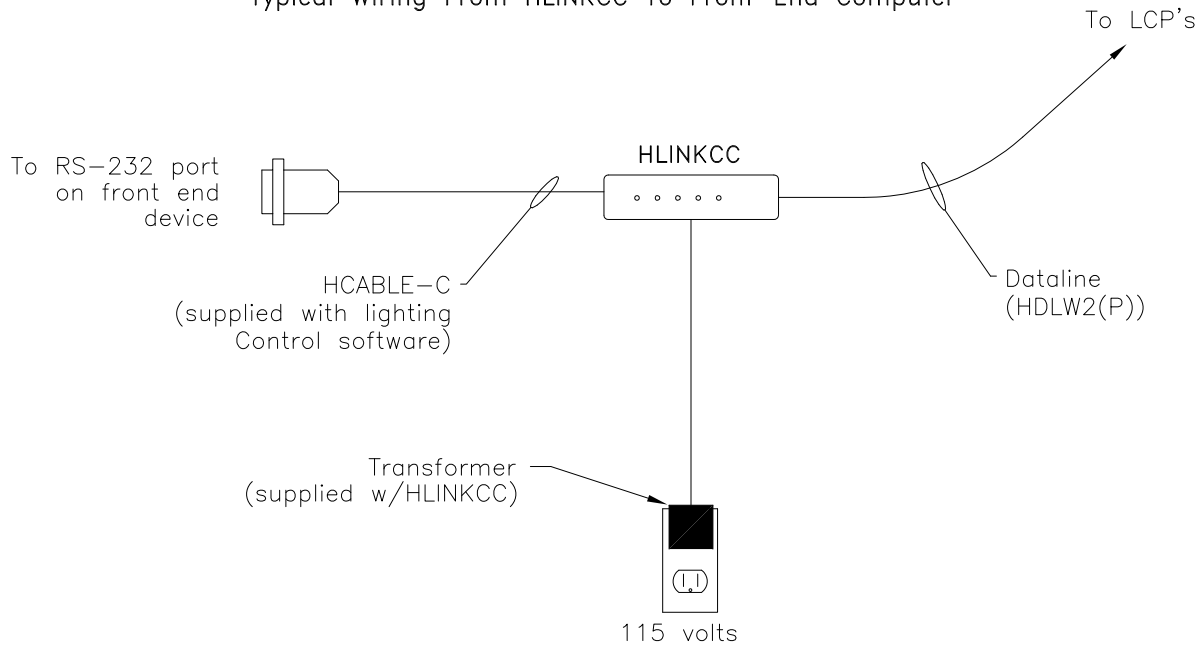 Typical Wiring From HLINKCC To Front End Computer
To LCP's
To RS-232 port
on front end
device
HLINKCC
HCABLE-C
(supplied with lighting
Control software)
Dataline
(HDLW2(P))
Transformer
(supplied w/HLINKCC)
115 volts